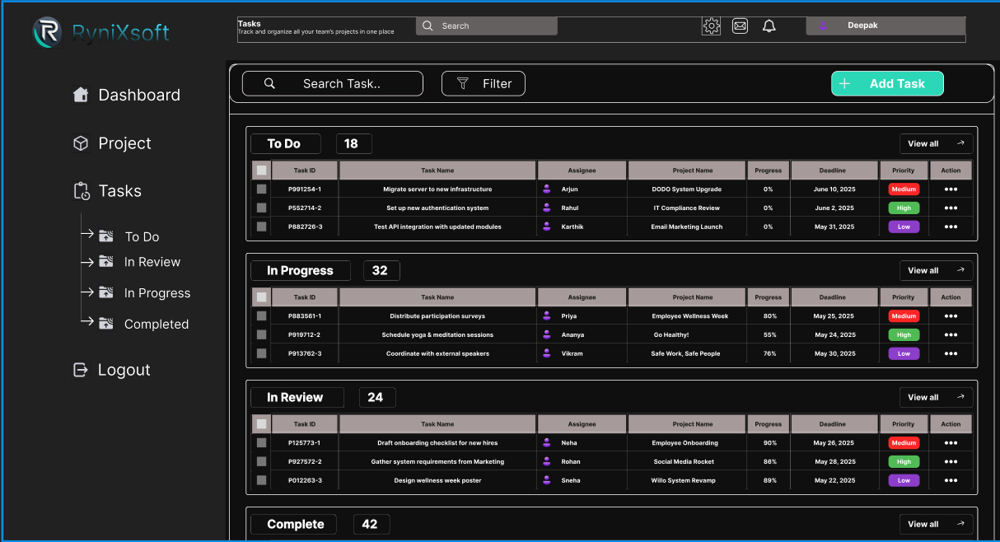 RyniXsoft
Tasks
Track and organize all your team's projects in one place
Search
Deepak
Dashboard
Project
Tasks
To Do
In Review
In Progress
Completed
Logout
Search Task..
Filter
+ Add Task
To Do 18 View all
Task ID Task Name Assignee Project Name Progress Deadline Priority Action
P991254-1 Migrate server to new infrastructure Arjun DODO System Upgrade 0% June 10, 2025 Medium
P552714-2 Set up new authentication system Rahul IT Compliance Review 0% June 2, 2025 High
P882726-3 Test API integration with updated modules Karthik Email Marketing Launch 0% May 31, 2025 Low
In Progress 32 View all
Task ID Task Name Assignee Project Name Progress Deadline Priority Action
P883561-1 Distribute participation surveys Priya Employee Wellness Week 80% May 25, 2025 Medium
P919712-2 Schedule yoga & meditation sessions Ananya Go Healthy! 55% May 24, 2025 High
P913762-3 Coordinate with external speakers Vikram Safe Work, Safe People 76% May 30, 2025 Low
In Review 24 View all
Task ID Task Name Assignee Project Name Progress Deadline Priority Action
P125773-1 Draft onboarding checklist for new hires Neha Employee Onboarding 90% May 26, 2025 Medium
P927572-2 Gather system requirements from Marketing Rohan Social Media Rocket 86% May 28, 2025 High
P012263-3 Design wellness week poster Sneha Willo System Revamp 89% May 22, 2025 Low
Complete 42 View all